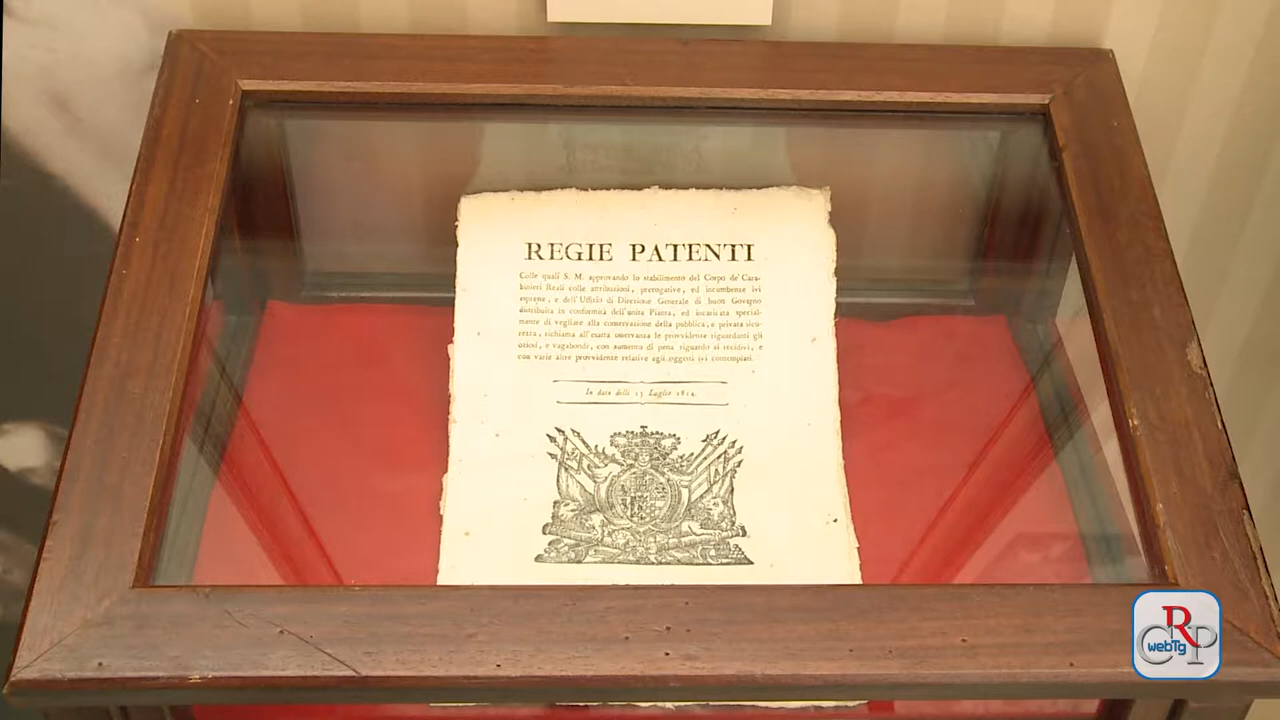 REGIE PATENTI
Colle quali S. M. approvando lo stabilimento del Corpo de' Cara-
binieri Reali colle attribuzioni, prerogative, ed incumbenze ivi
espresse, e dell'Uffizio di Direzione Generale di buon Governo
distribuita in conformità dell'unita Pianta, ed incaricata special-
mente di vegliare alla conservazione della pubblica, e privata sicu-
rezza, richiama all'esatta osservanza le provvidenze riguardanti gli
oziosi, e vagabondi, con aumento di pena riguardo ai recidivi, e
con varie altre provvidenze relative agli oggetti ivi contemplati.
In data delli 13 Luglio 1814.
CRP
webTg